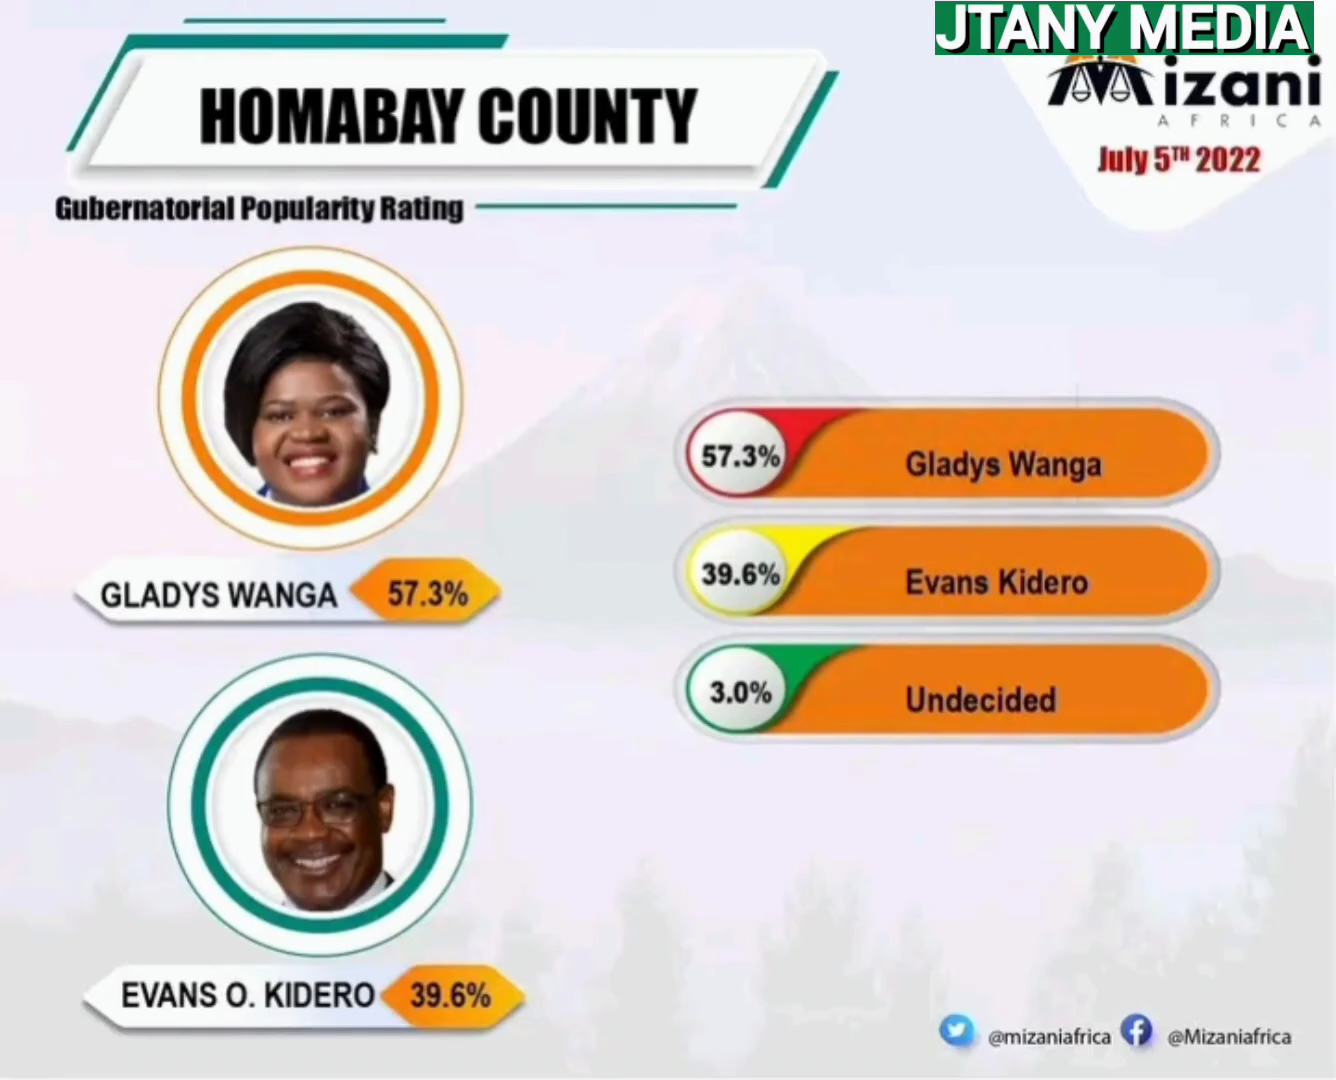 JTANY MEDIA
Mizani
AFRICA
July 5TH 2022
HOMABAY COUNTY
Gubernatorial Popularity Rating
GLADYS WANGA 57.3%
EVANS O. KIDERO 39.6%
57.3% Gladys Wanga
39.6% Evans Kidero
3.0% Undecided
@mizaniafrica @Mizaniafrica